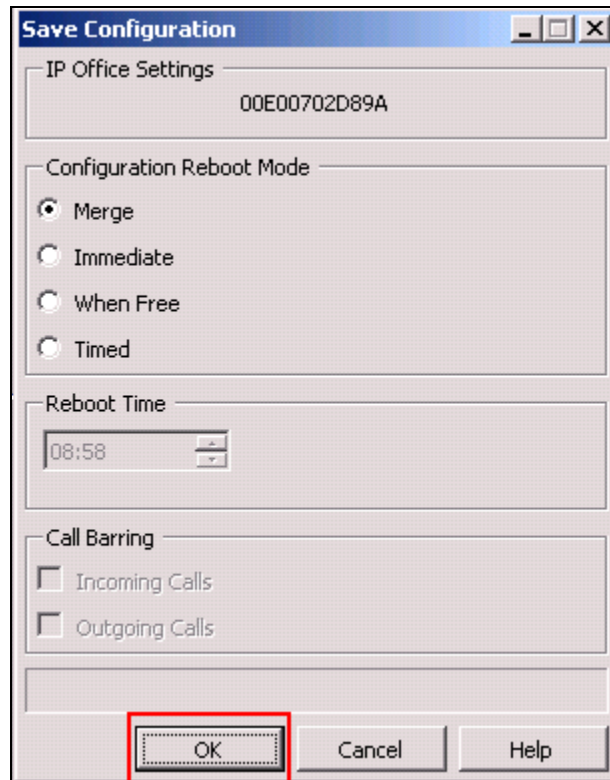 Save Configuration
IP Office Settings
00E00702D89A
Configuration Reboot Mode
Merge
Immediate
When Free
Timed
Reboot Time
08:58
Call Barring
Incoming Calls
Outgoing Calls
OK Cancel Help